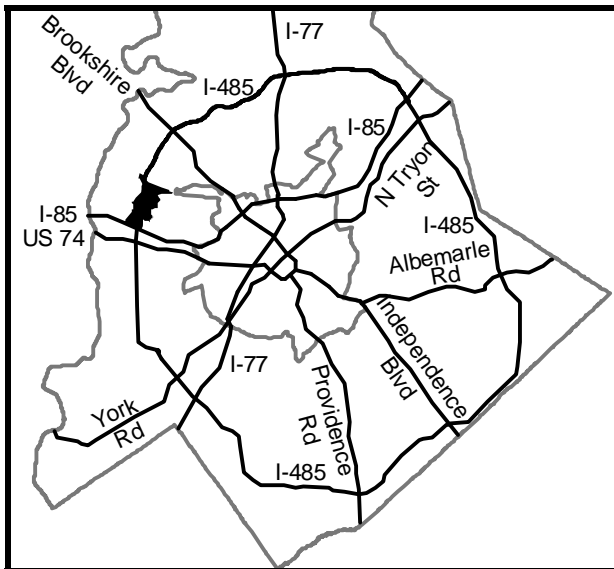 I-77
Brookshire
Blvd
I-485
I-85
N Tryon
St
I-85
US 74
I-485
Albemarle
Rd
Independence
Blvd
I-77
Providence
Rd
York
Rd
I-485